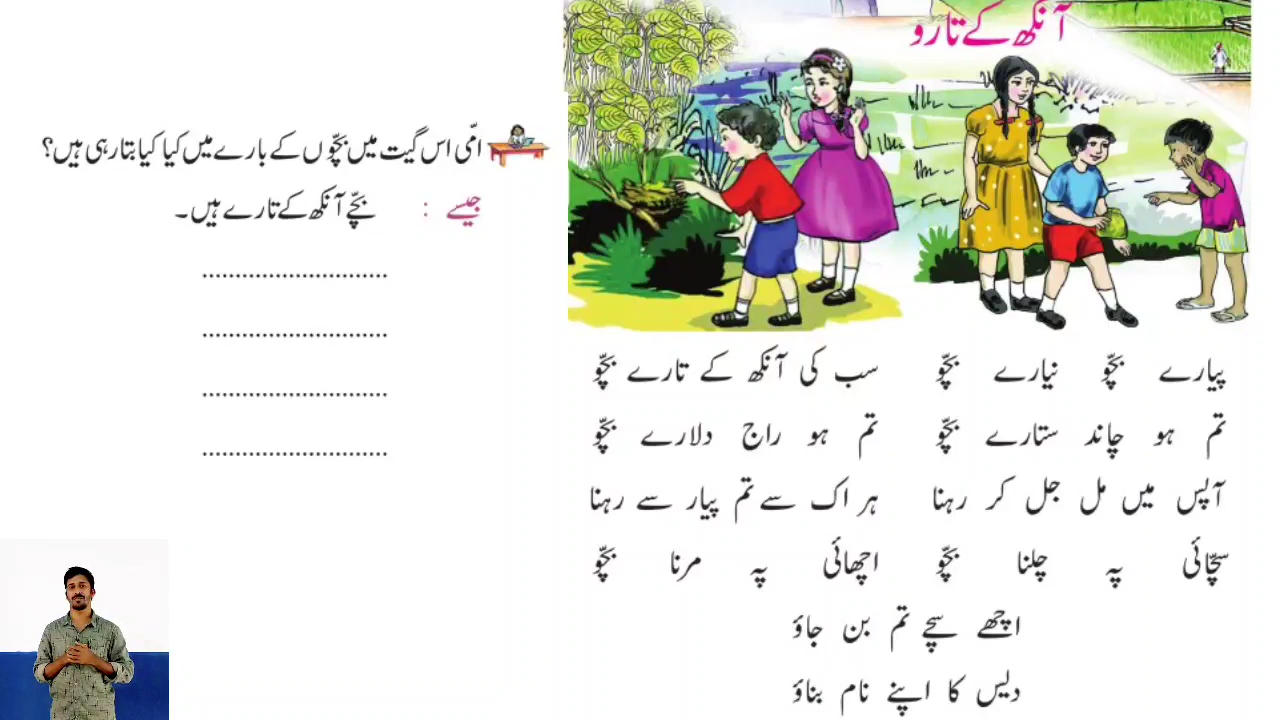 آنکھ کے تارو
پیارے بچّو نیارے بچّو سب کی آنکھ کے تارے بچّو
تم ہو چاند ستارے بچّو تم ہو راج دلارے بچّو
آپس میں مل جل کر رہنا ہر اک سے تم پیار سے رہنا
سچّائی پہ چلنا بچّو اچھائی پہ مرنا بچّو
اچھے سچے تم بن جاؤ
دیس کا اپنے نام بناؤ
امّی اس گیت میں بچّوں کے بارے میں کیا کیا بتا رہی ہیں؟
جیسے : بچّے آنکھ کے تارے ہیں۔
............................
............................
............................
............................